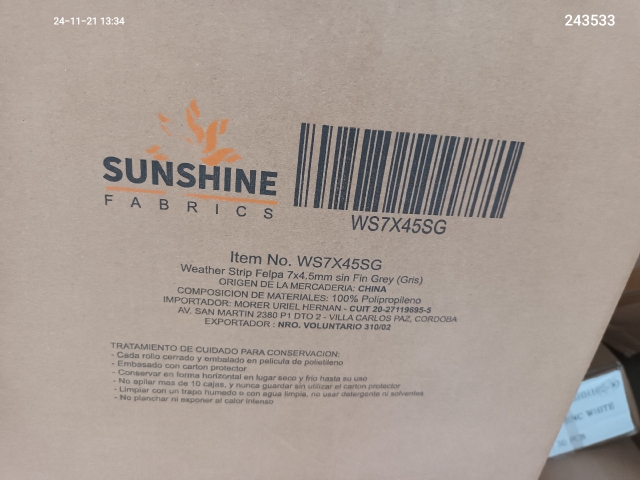 24-11-21 13:34
243533
SUNSHINE
FABRICS
WS7X45SG
Item No. WS7X45SG
Weather Strip Felpa 7x4.5mm sin Fin Grey (Gris)
ORIGEN DE LA MERCADERIA: CHINA
COMPOSICION DE MATERIALES: 100% Polipropileno
IMPORTADOR: MORER URIEL HERNAN - CUIT 20-27119695-5
AV. SAN MARTIN 2380 P1 DTO 2 - VILLA CARLOS PAZ, CORDOBA
EXPORTADOR : NRO. VOLUNTARIO 310/02
TRATAMIENTO DE CUIDADO PARA CONSERVACION:
- Cada rollo cerrado y embalado en pelicula de polietileno
- Embasado con carton protector
- Conservar en forma horizontal en lugar seco y frio hasta su uso
- No apilar mas de 10 cajas, y nunca guardar sin utilizar el carton protector
- Limpiar con un trapo humedo o con agua limpia, no usar detergente ni solventes
- No planchar ni exponer al calor intenso
WHITE